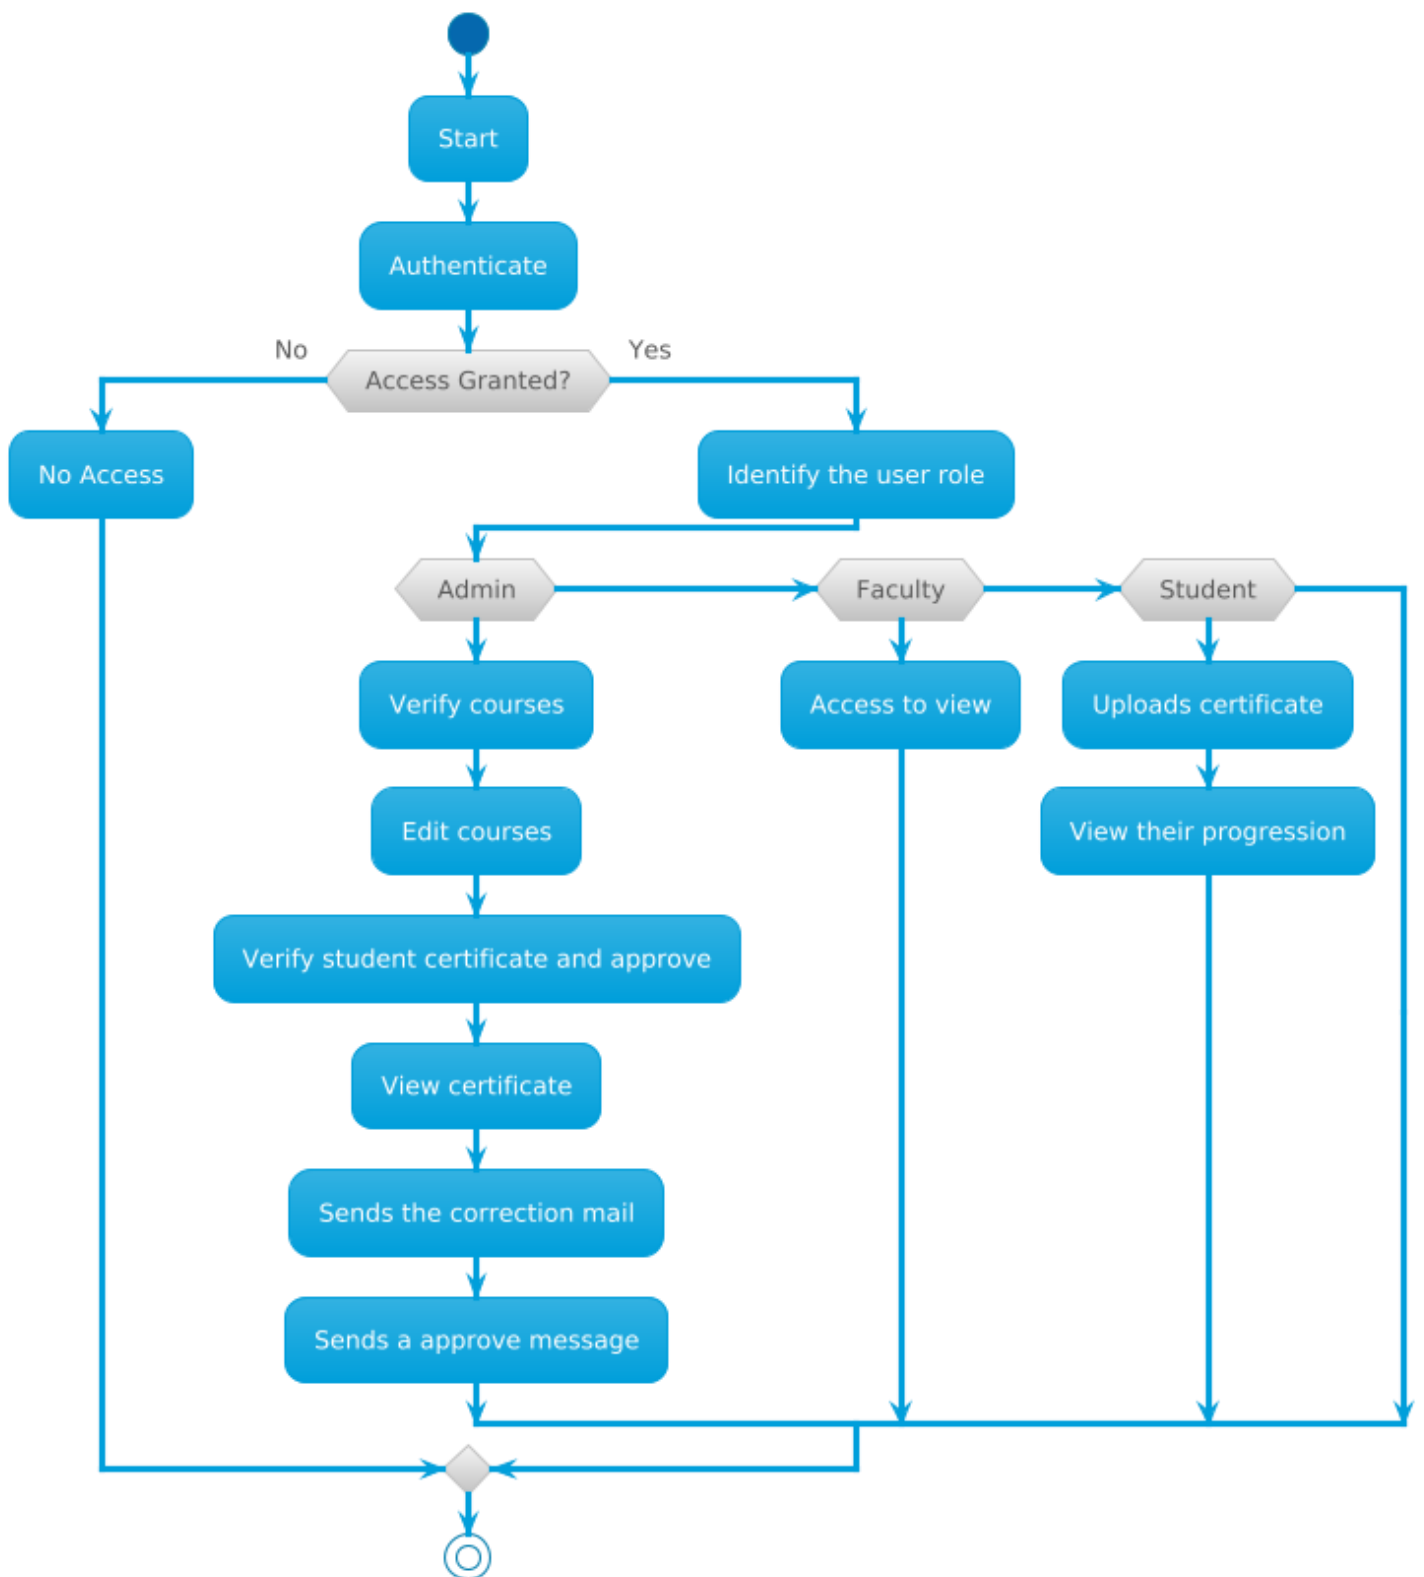 Start
Authenticate
No
Yes
Access Granted?
No Access
Identify the user role
Admin
Faculty
Student
Verify courses
Access to view
Uploads certificate
Edit courses
View their progression
Verify student certificate and approve
View certificate
Sends the correction mail
Sends a approve message